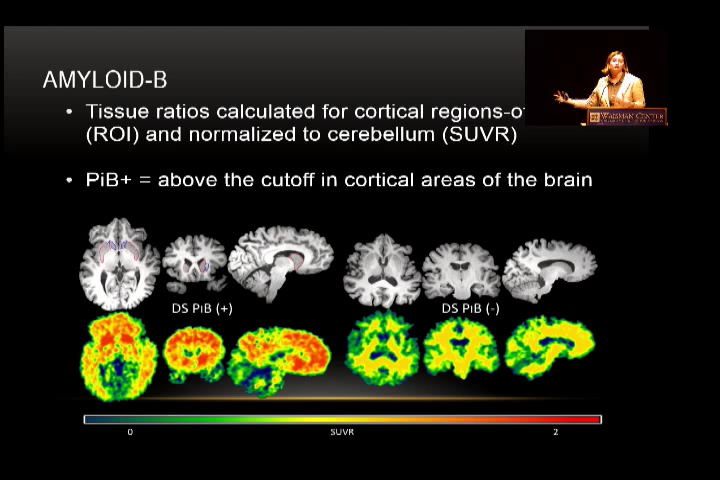 AMYLOID-B
• Tissue ratios calculated for cortical regions-o
(ROI) and normalized to cerebellum (SUVR)
• PiB+ = above the cutoff in cortical areas of the brain
WAISMAN CENTER
DS PiB (+)
DS PiB (-)
0
SUVR
2